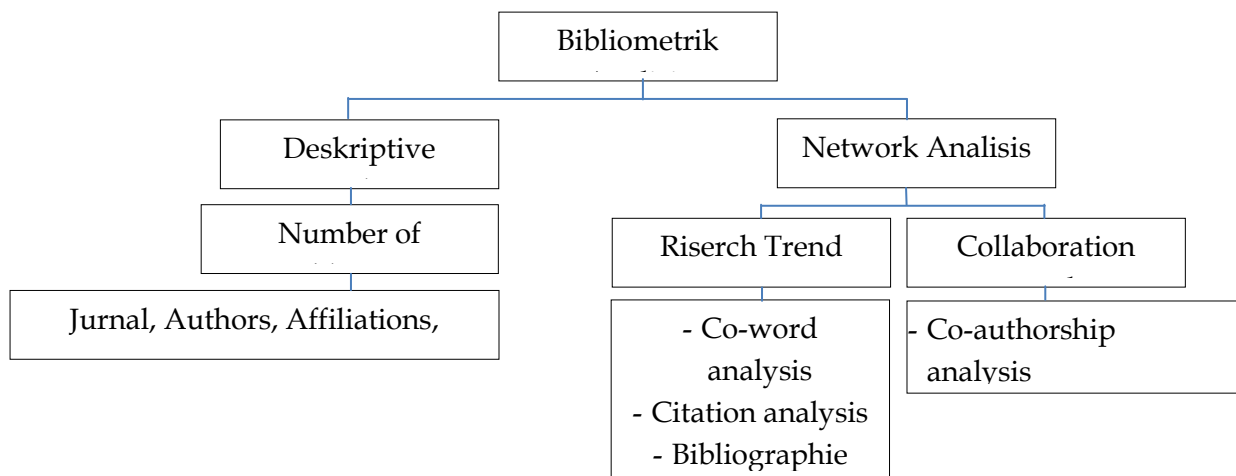 Bibliometrik
Deskriptive
Network Analisis
Number of
Riserch Trend
Collaboration
Jurnal, Authors, Affiliations,
- Co-word
analysis
- Citation analysis
- Bibliographie
- Co-authorship
analysis